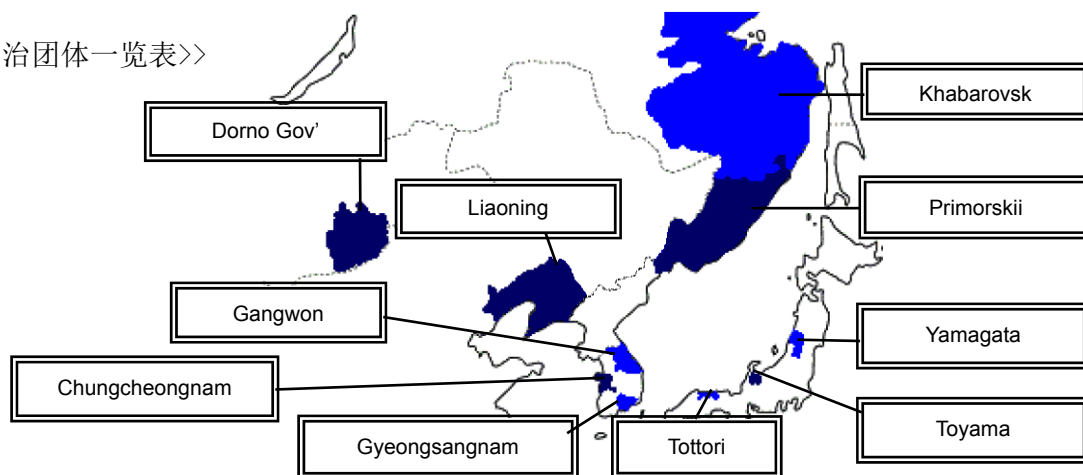 治团体一览表>>
Khabarovsk
Dorno Gov’
Liaoning
Primorskii
Gangwon
Yamagata
Chungcheongnam
Gyeongsangnam
Tottori
Toyama